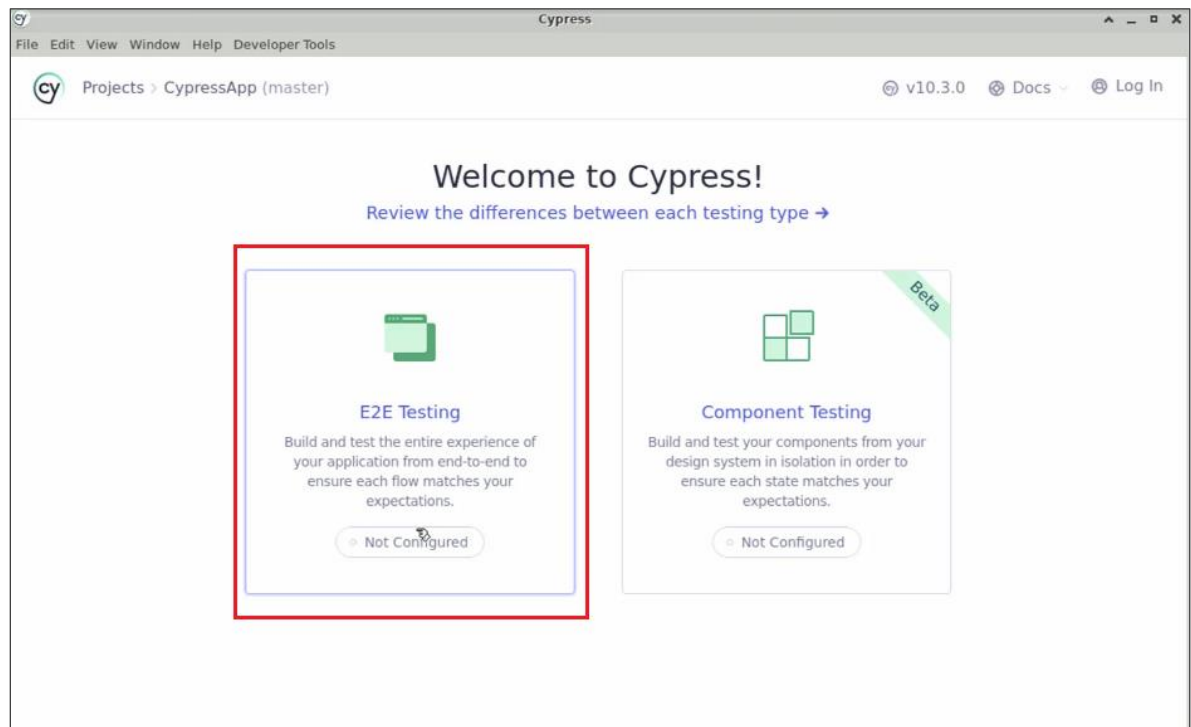 cy
Cypress
File Edit View Window Help Developer Tools
cy
Projects > CypressApp (master)
v10.3.0
Docs
Log In
Welcome to Cypress!
Review the differences between each testing type →
E2E Testing
Build and test the entire experience of
your application from end-to-end to
ensure each flow matches your
expectations.
Not Configured
Beta
Component Testing
Build and test your components from your
design system in isolation in order to
ensure each state matches your
expectations.
Not Configured